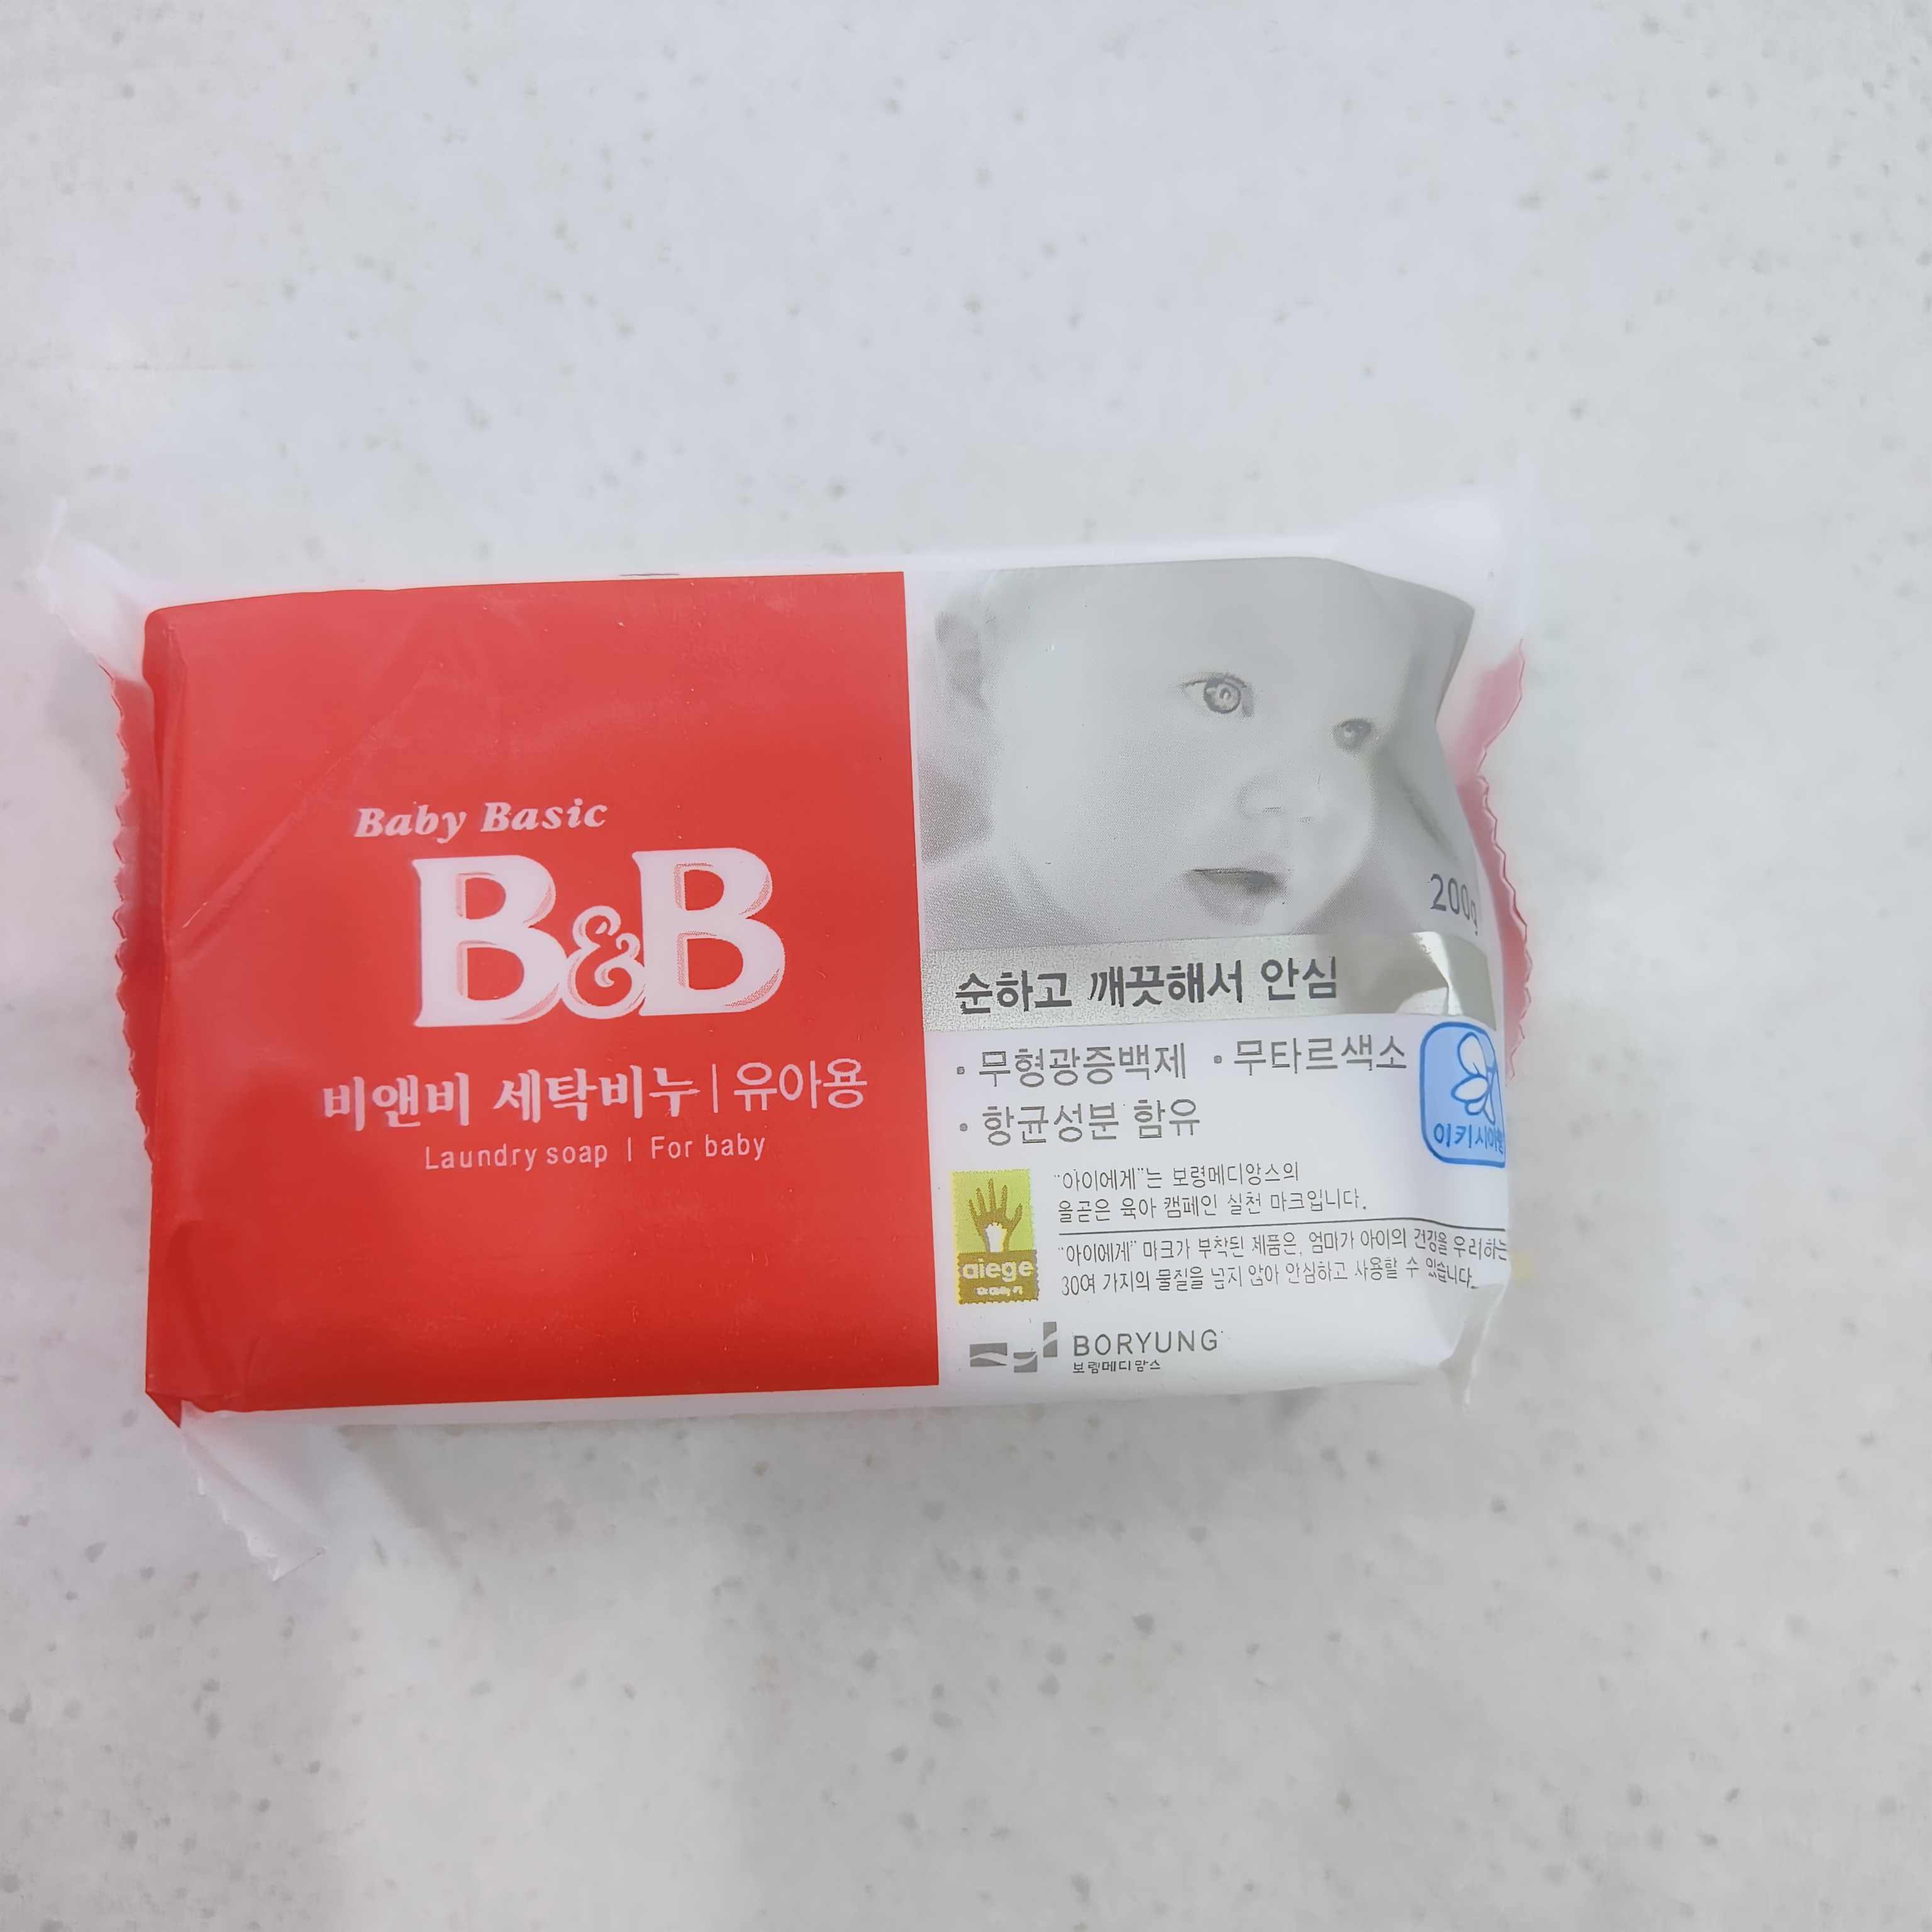 Baby Basic
B&B
비앤비 세탁비누 | 유아용
Laundry soap | For baby
200g
순하고 깨끗해서 안심
· 무형광증백제 · 무타르색소
· 항균성분 함유
"아이에게"는 보령메디앙스의
올곧은 육아 캠페인 실천 마크입니다.
"아이에게" 마크가 부착된 제품은, 엄마가 아이의 건강을 우려하는
30여 가지의 물질을 넣지 않아 안심하고 사용할 수 있습니다.
aiege
BORYUNG
보령메디앙스